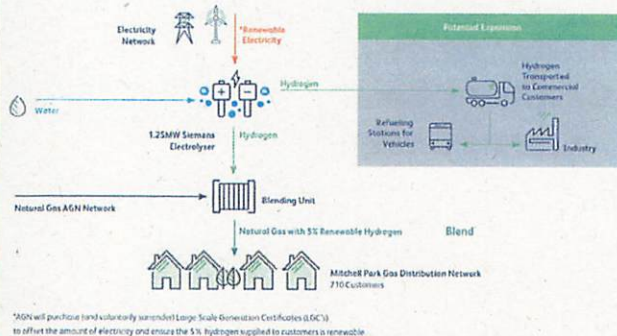 Electricity
Network
*Renewable
Electricity
Potential Expansion
Hydrogen
Hydrogen
Transported
to Commercial
Customers
Water
1.25MW Siemens
Electrolyser
Hydrogen
Refueling
Stations for
Vehicles
Industry
Natural Gas AGN Network
Blending Unit
Natural Gas with 5% Renewable Hydrogen
Blend
Mitchell Park Gas Distribution Network
710 Customers
*AGN will purchase (and voluntarily surrender) Large Scale Generation Certificates (LGC's)
to offset the amount of electricity and ensure the 5% hydrogen supplied to customers is renewable.